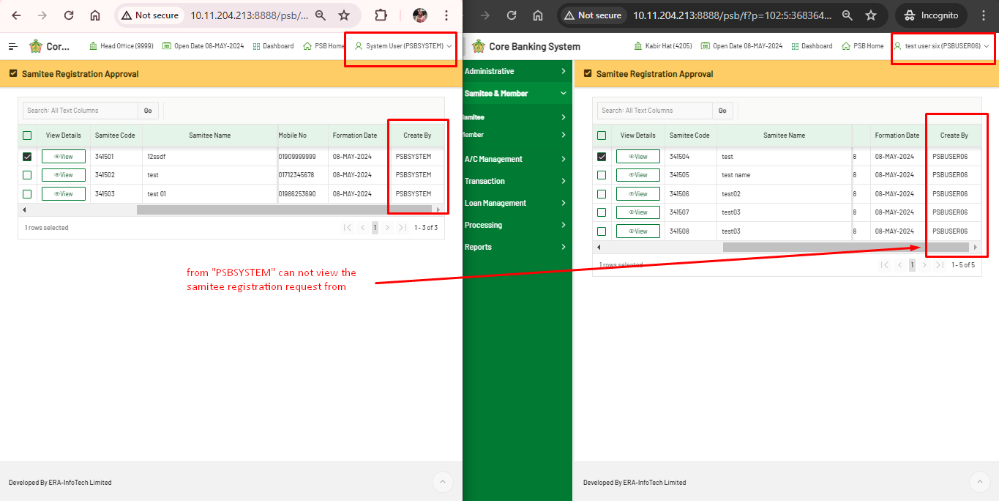 Not secure
10.11.204.213:8888/psb/...
Cor...
Head Office (9999)
Open Date 08-MAY-2024
Dashboard
PSB Home
System User (PSBSYSTEM)
Samitee Registration Approval
Search: All Text Columns
Go
View Details Samitee Code Samitee Name Mobile No Formation Date Create By
View 341501 12ssdf 01909999999 08-MAY-2024 PSBSYSTEM
View 341502 test 01712345678 08-MAY-2024 PSBSYSTEM
View 341503 test 01 01986253690 08-MAY-2024 PSBSYSTEM
1 rows selected
1
1 - 3 of 3
from "PSBSYSTEM" can not view the
samitee registration request from
Developed By ERA-InfoTech Limited
Not secure
10.11.204.213:8888/psb/f?p=102:5:368364...
Incognito
Core Banking System
Kabir Hat (4205)
Open Date 08-MAY-2024
Dashboard
PSB Home
test user six (PSBUSER06)
Administrative
Samitee & Member
Samitee
Member
A/C Management
Transaction
Loan Management
Processing
Reports
Samitee Registration Approval
Search: All Text Columns
Go
View Details Samitee Code Samitee Name Formation Date Create By
View 341504 test 8 08-MAY-2024 PSBUSER06
View 341505 test name 8 08-MAY-2024 PSBUSER06
View 341506 test02 8 08-MAY-2024 PSBUSER06
View 341507 test03 8 08-MAY-2024 PSBUSER06
View 341508 test03 8 08-MAY-2024 PSBUSER06
1 rows selected
1
1 - 5 of 5
Developed By ERA-InfoTech Limited